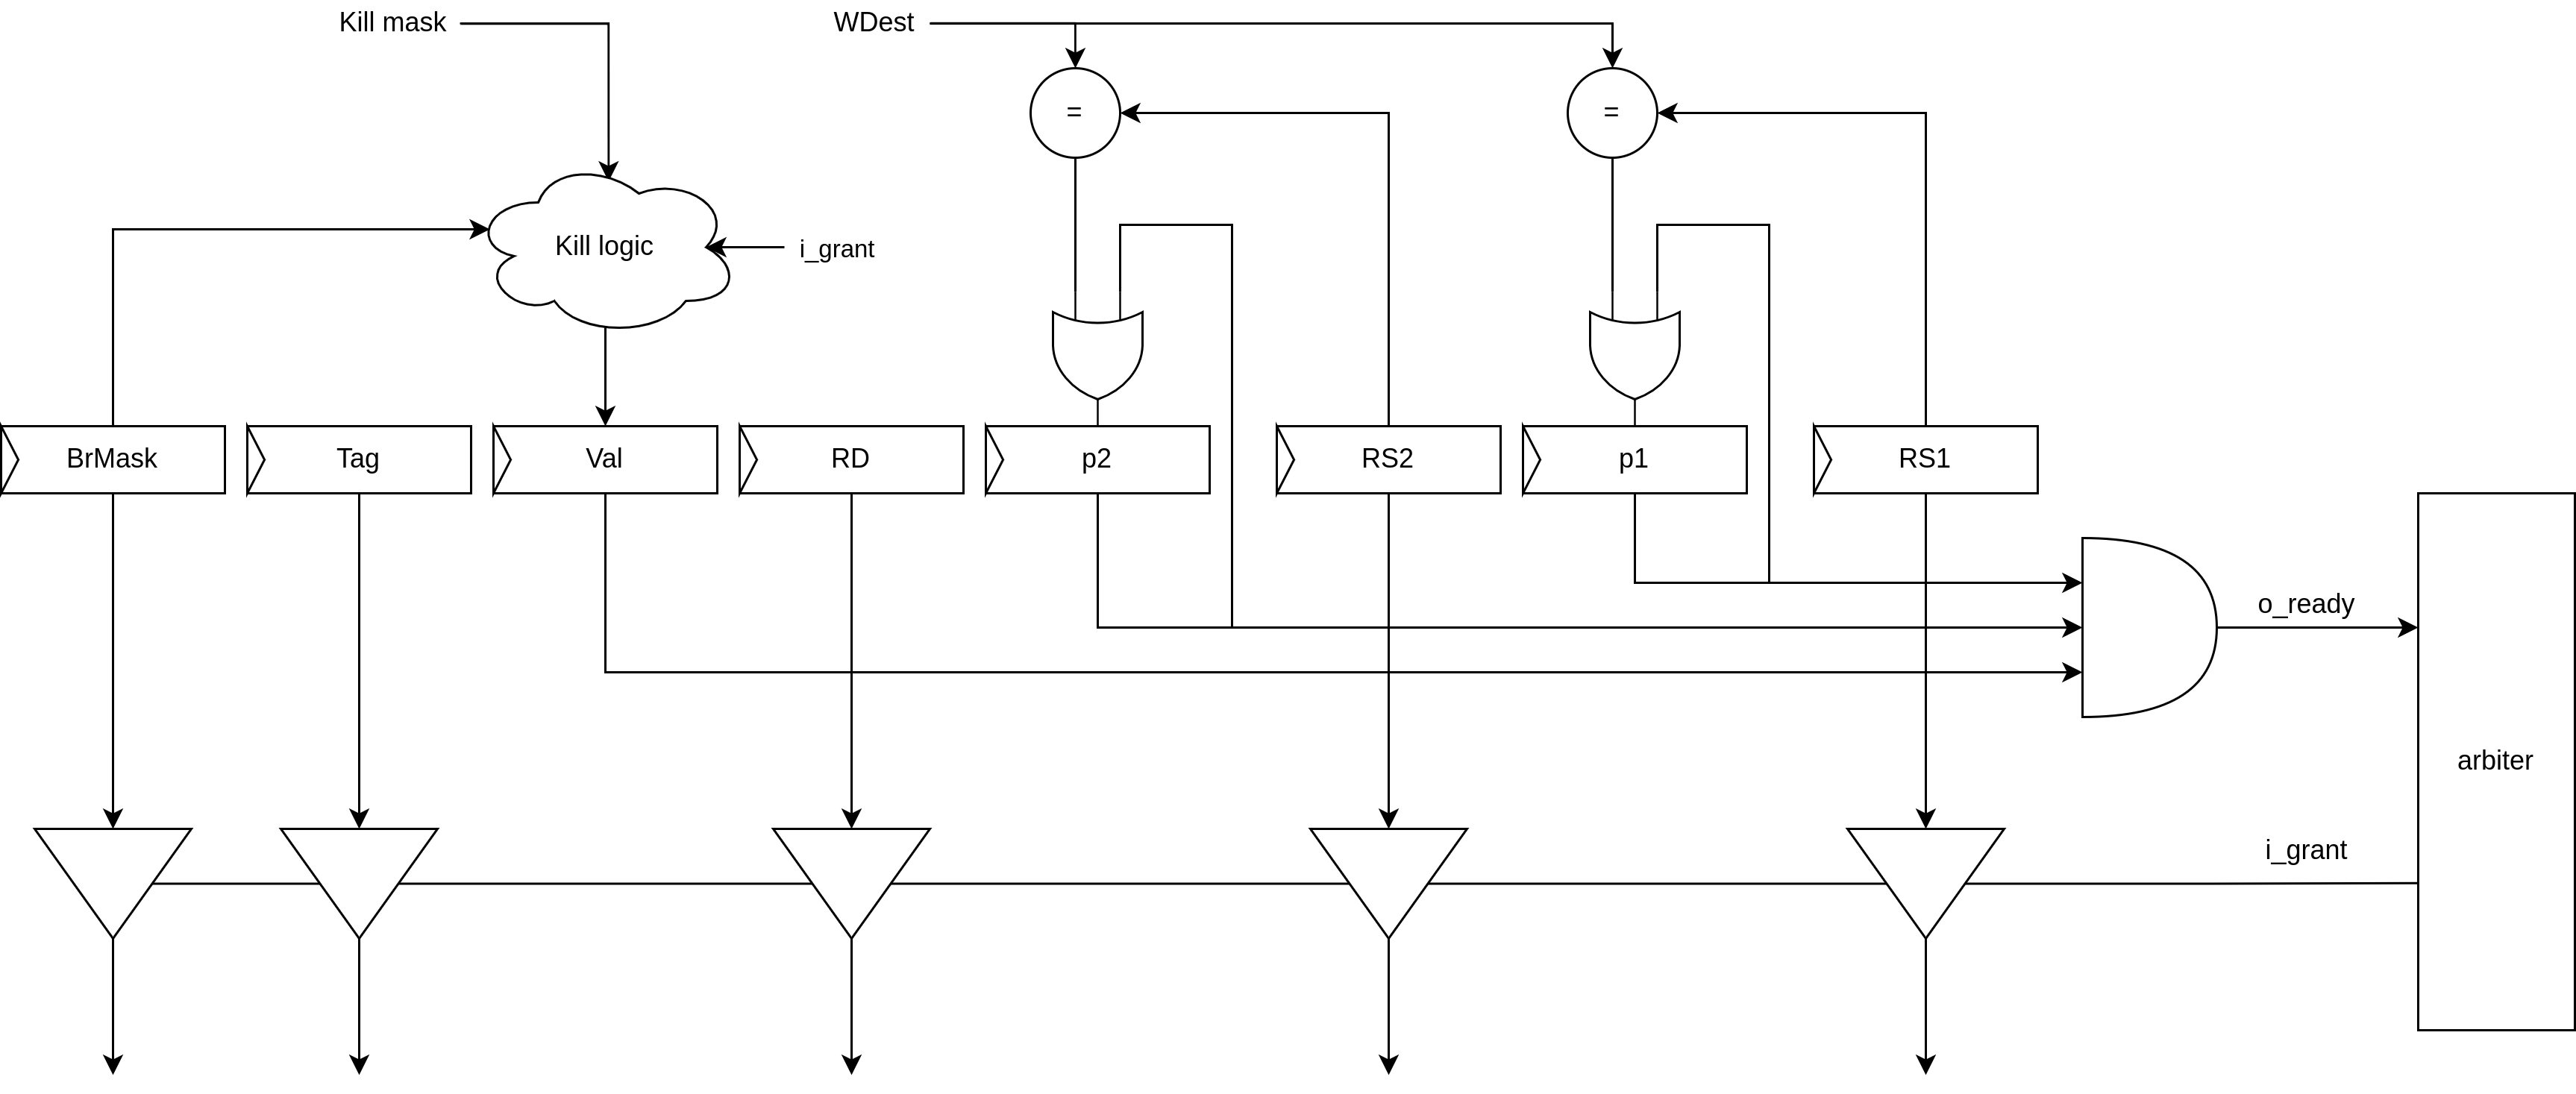 Kill mask
WDest
=
=
Kill logic
i_grant
BrMask
Tag
Val
RD
p2
RS2
p1
RS1
o_ready
arbiter
i_grant